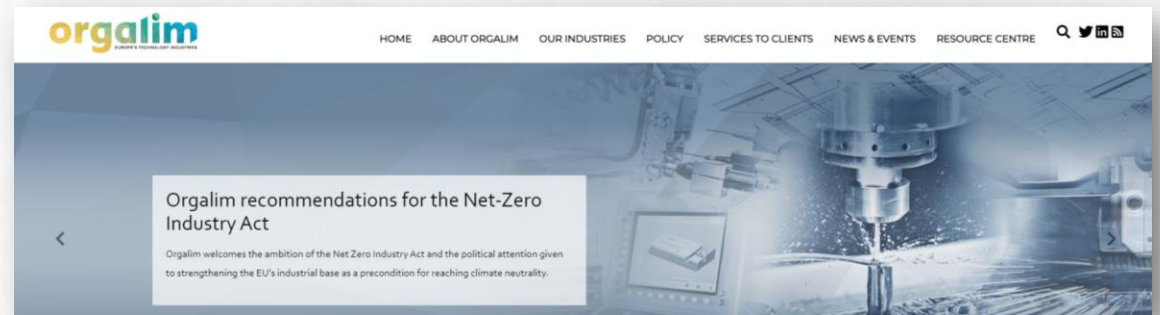 orgalim
EUROPE'S TECHNOLOGY INDUSTRIES
HOME ABOUT ORGALIM OUR INDUSTRIES POLICY SERVICES TO CLIENTS NEWS & EVENTS RESOURCE CENTRE
Orgalim recommendations for the Net-Zero
Industry Act
Orgalim welcomes the ambition of the Net Zero Industry Act and the political attention given
to strengthening the EU's industrial base as a precondition for reaching climate neutrality.